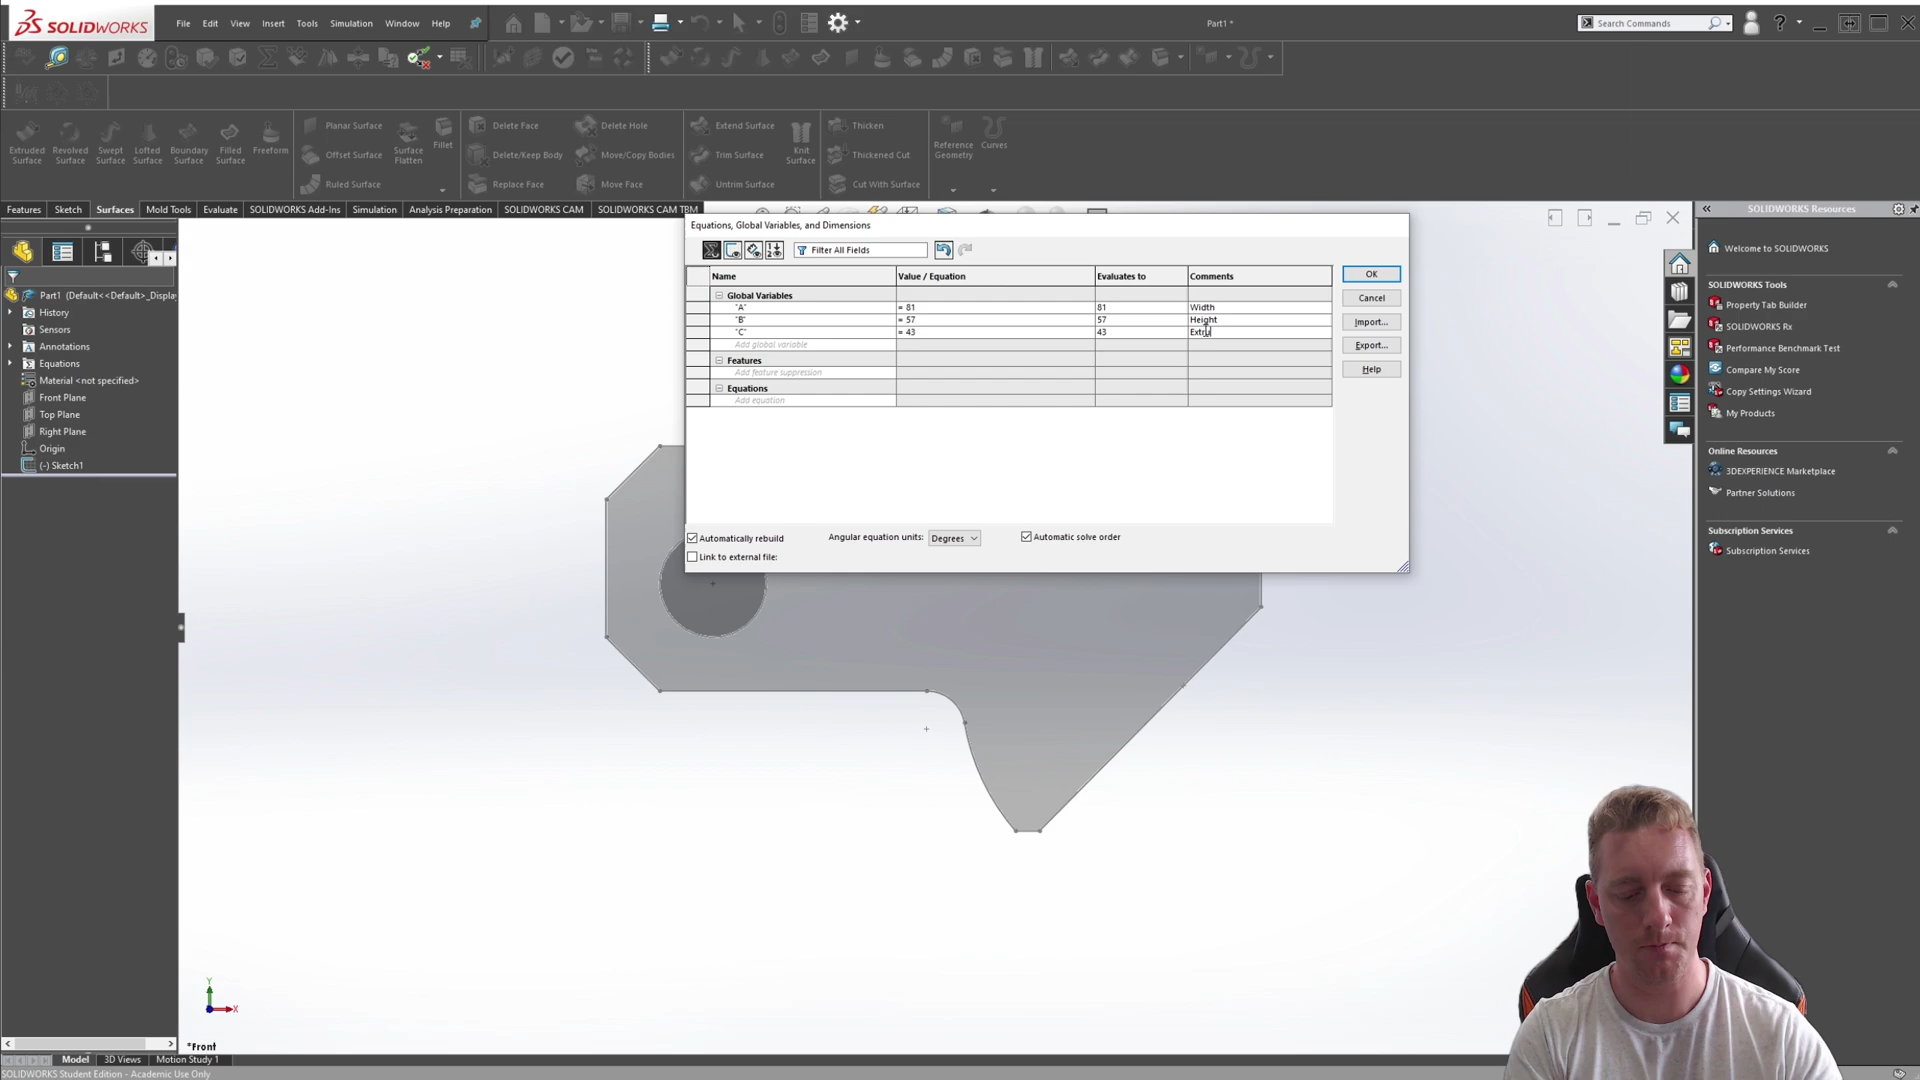 SOLIDWORKS File Edit View Insert Tools Simulation Window Help Part1 * Search Commands
Extruded Surface Revolved Surface Swept Surface Lofted Surface Boundary Surface Filled Surface Freeform
Planar Surface
Offset Surface
Ruled Surface
Surface Flatten
Fillet
Delete Face
Delete/Keep Body
Replace Face
Delete Hole
Move/Copy Bodies
Move Face
Extend Surface
Trim Surface
Untrim Surface
Knit Surface
Thicken
Thickened Cut
Cut With Surface
Reference Geometry
Curves
Features Sketch Surfaces Mold Tools Evaluate SOLIDWORKS Add-Ins Simulation Analysis Preparation SOLIDWORKS CAM SOLIDWORKS CAM TBM
Part1 (Default<<Default>_Display
History
Sensors
Annotations
Equations
Material <not specified>
Front Plane
Top Plane
Right Plane
Origin
(-) Sketch1
Equations, Global Variables, and Dimensions
Filter All Fields
Name Value / Equation Evaluates to Comments
Global Variables
"A" = 81 81 Width
"B" = 57 57 Height
"C" = 43 43 Extru
Add global variable
Features
Add feature suppression
Equations
Add equation
OK
Cancel
Import...
Export...
Help
Automatically rebuild Angular equation units: Degrees Automatic solve order
Link to external file:
SOLIDWORKS Resources
Welcome to SOLIDWORKS
SOLIDWORKS Tools
Property Tab Builder
SOLIDWORKS Rx
Performance Benchmark Test
Compare My Score
Copy Settings Wizard
My Products
Online Resources
3DEXPERIENCE Marketplace
Partner Solutions
Subscription Services
Subscription Services
Y
X
*Front
Model 3D Views Motion Study 1
SOLIDWORKS Student Edition - Academic Use Only